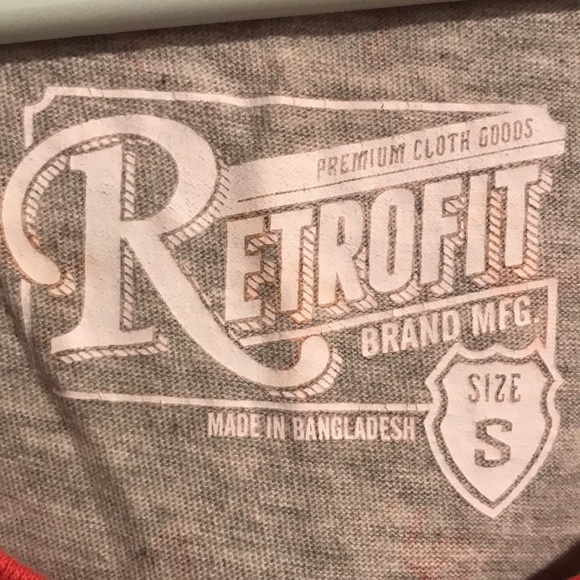 PREMIUM CLOTH GOODS
RETROFIT
BRAND MFG.
MADE IN BANGLADESH
SIZE
S